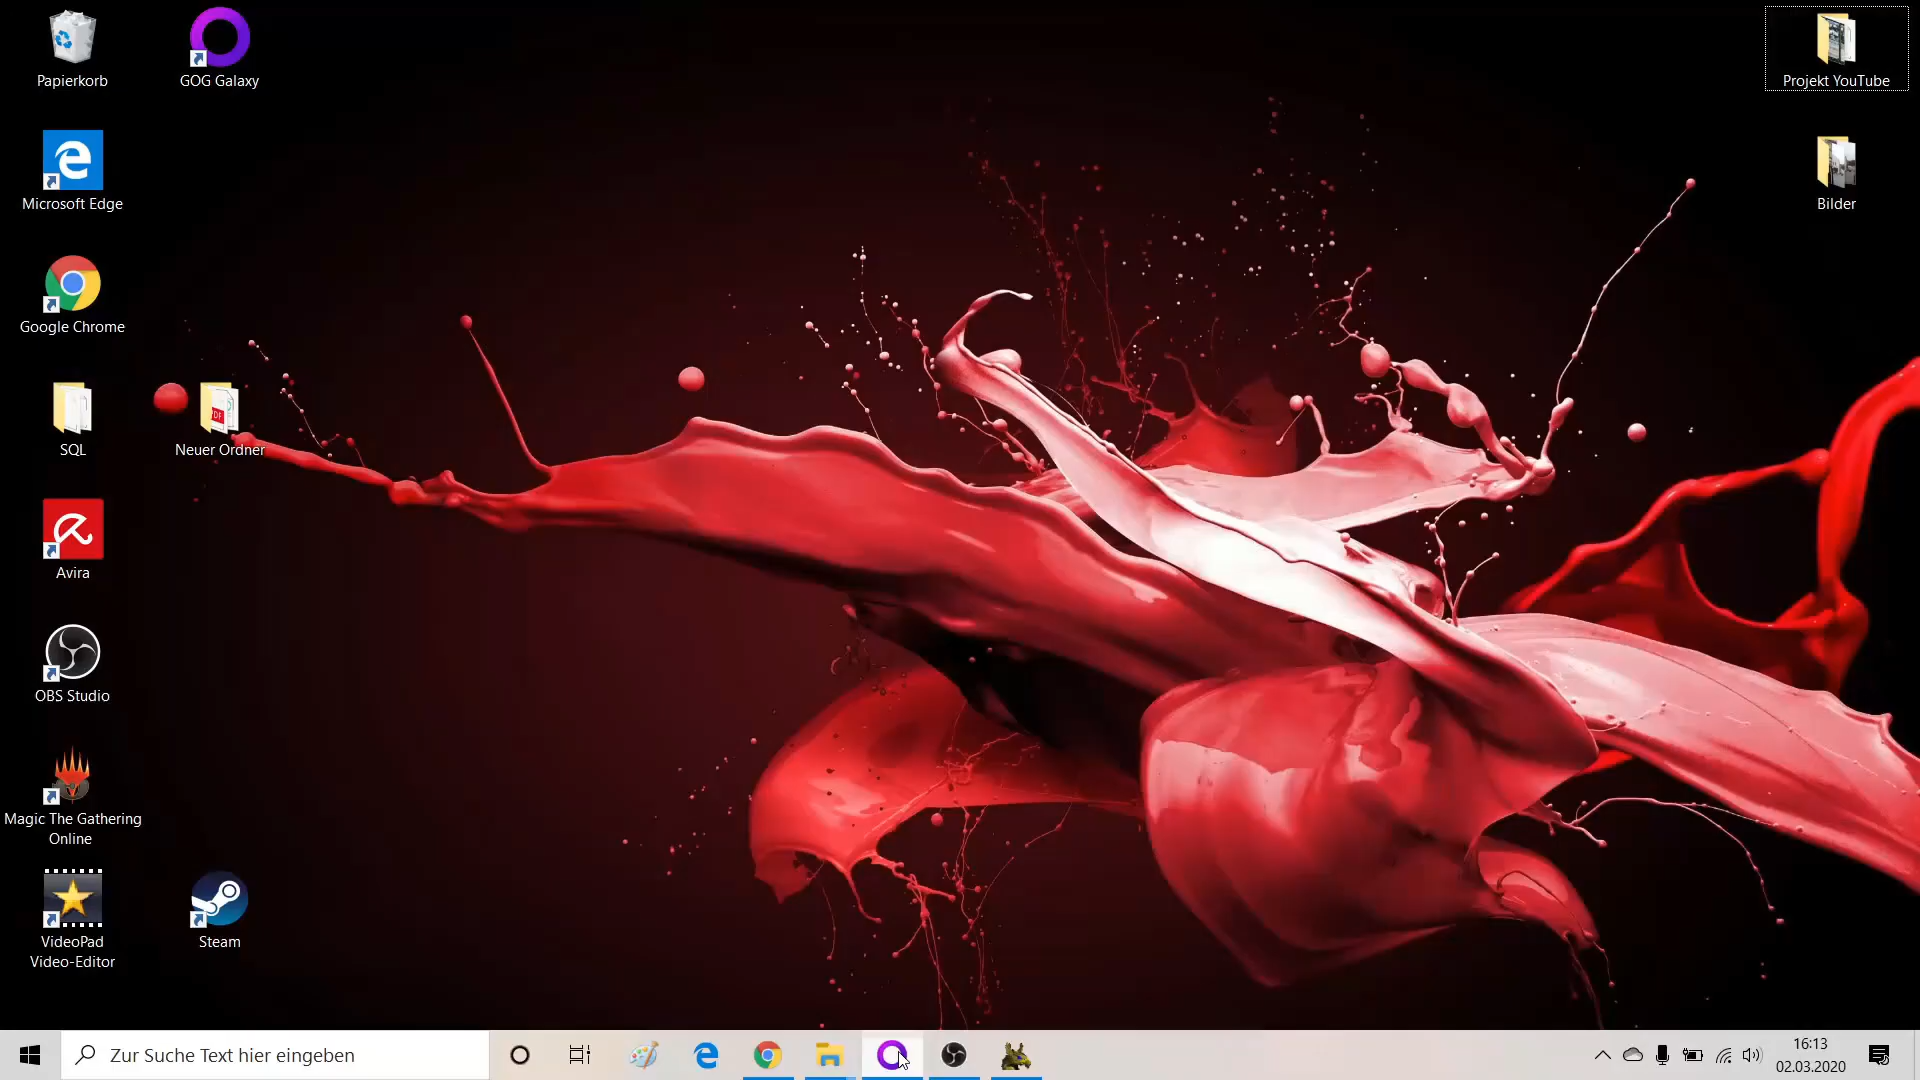 Papierkorb
GOG Galaxy
Projekt YouTube
Microsoft Edge
Bilder
Google Chrome
SQL
Neuer Ordner
PDF
Avira
OBS Studio
Magic The Gathering
Online
VideoPad
Video-Editor
Steam
Zur Suche Text hier eingeben
16:13
02.03.2020